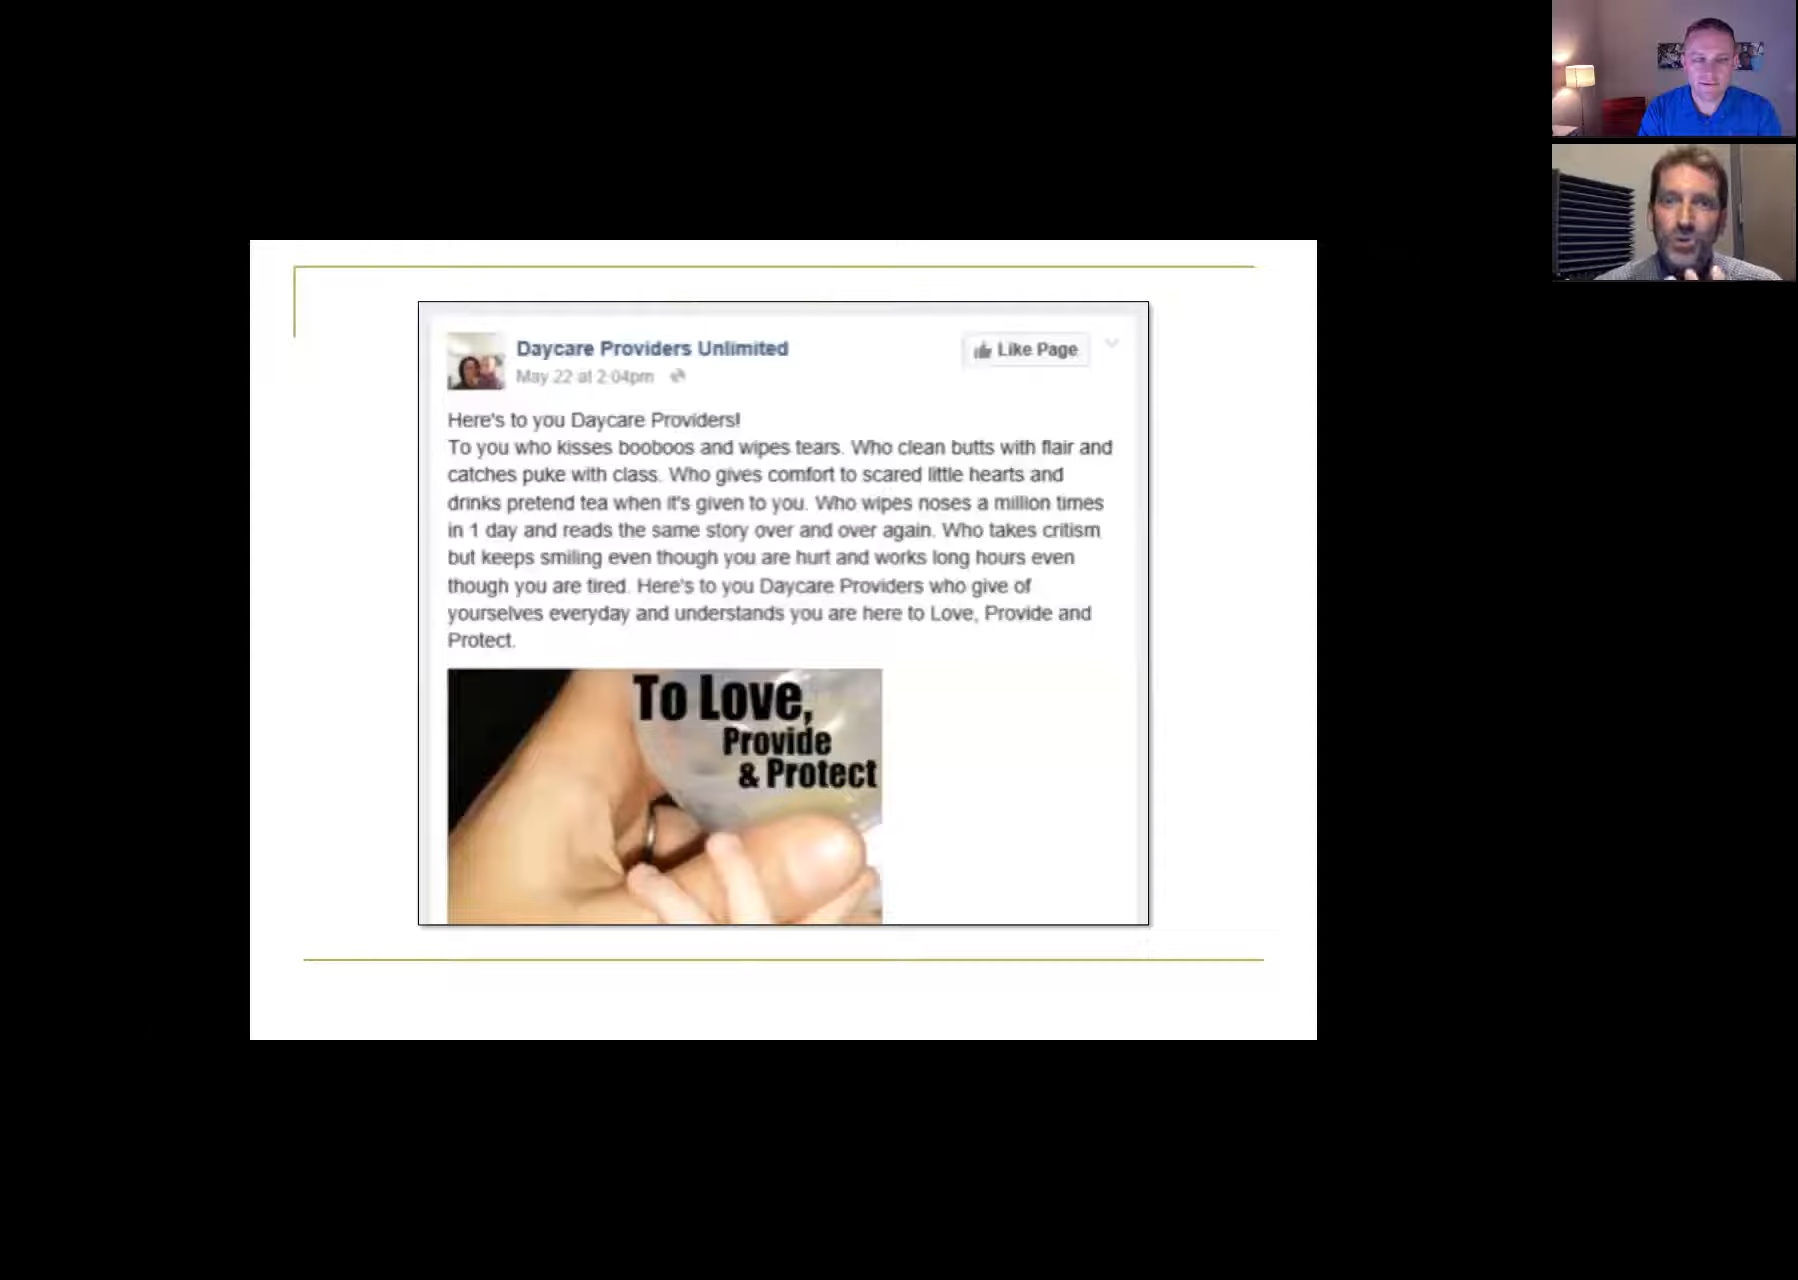 Daycare Providers Unlimited
Like Page
May 22 at 2:04pm
Here's to you Daycare Providers!
To you who kisses booboos and wipes tears. Who clean butts with flair and
catches puke with class. Who gives comfort to scared little hearts and
drinks pretend tea when it's given to you. Who wipes noses a million times
in 1 day and reads the same story over and over again. Who takes critism
but keeps smiling even though you are hurt and works long hours even
though you are tired. Here's to you Daycare Providers who give of
yourselves everyday and understands you are here to Love, Provide and
Protect.
To Love,
Provide
& Protect